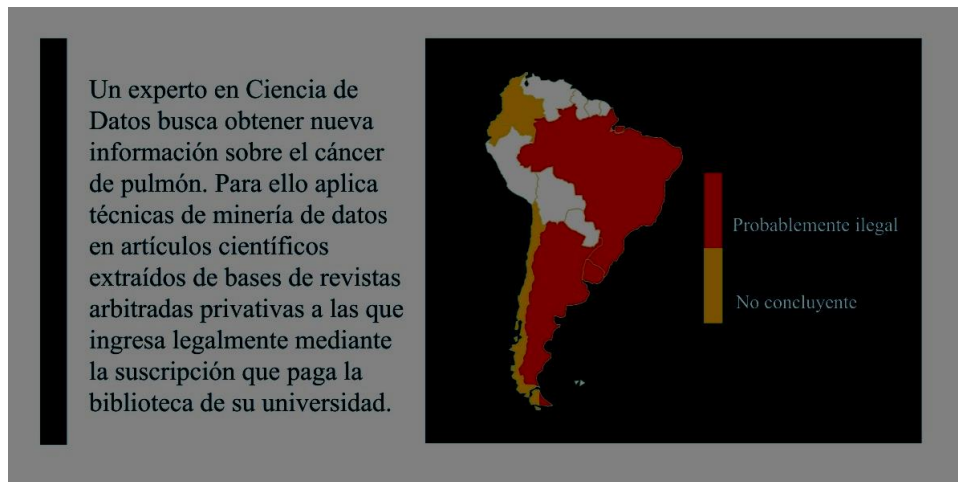 Un experto en Ciencia de
Datos busca obtener nueva
información sobre el cáncer
de pulmón. Para ello aplica
técnicas de minería de datos
en artículos científicos
extraídos de bases de revistas
arbitradas privativas a las que
ingresa legalmente mediante
la suscripción que paga la
biblioteca de su universidad.
Probablemente ilegal
No concluyente